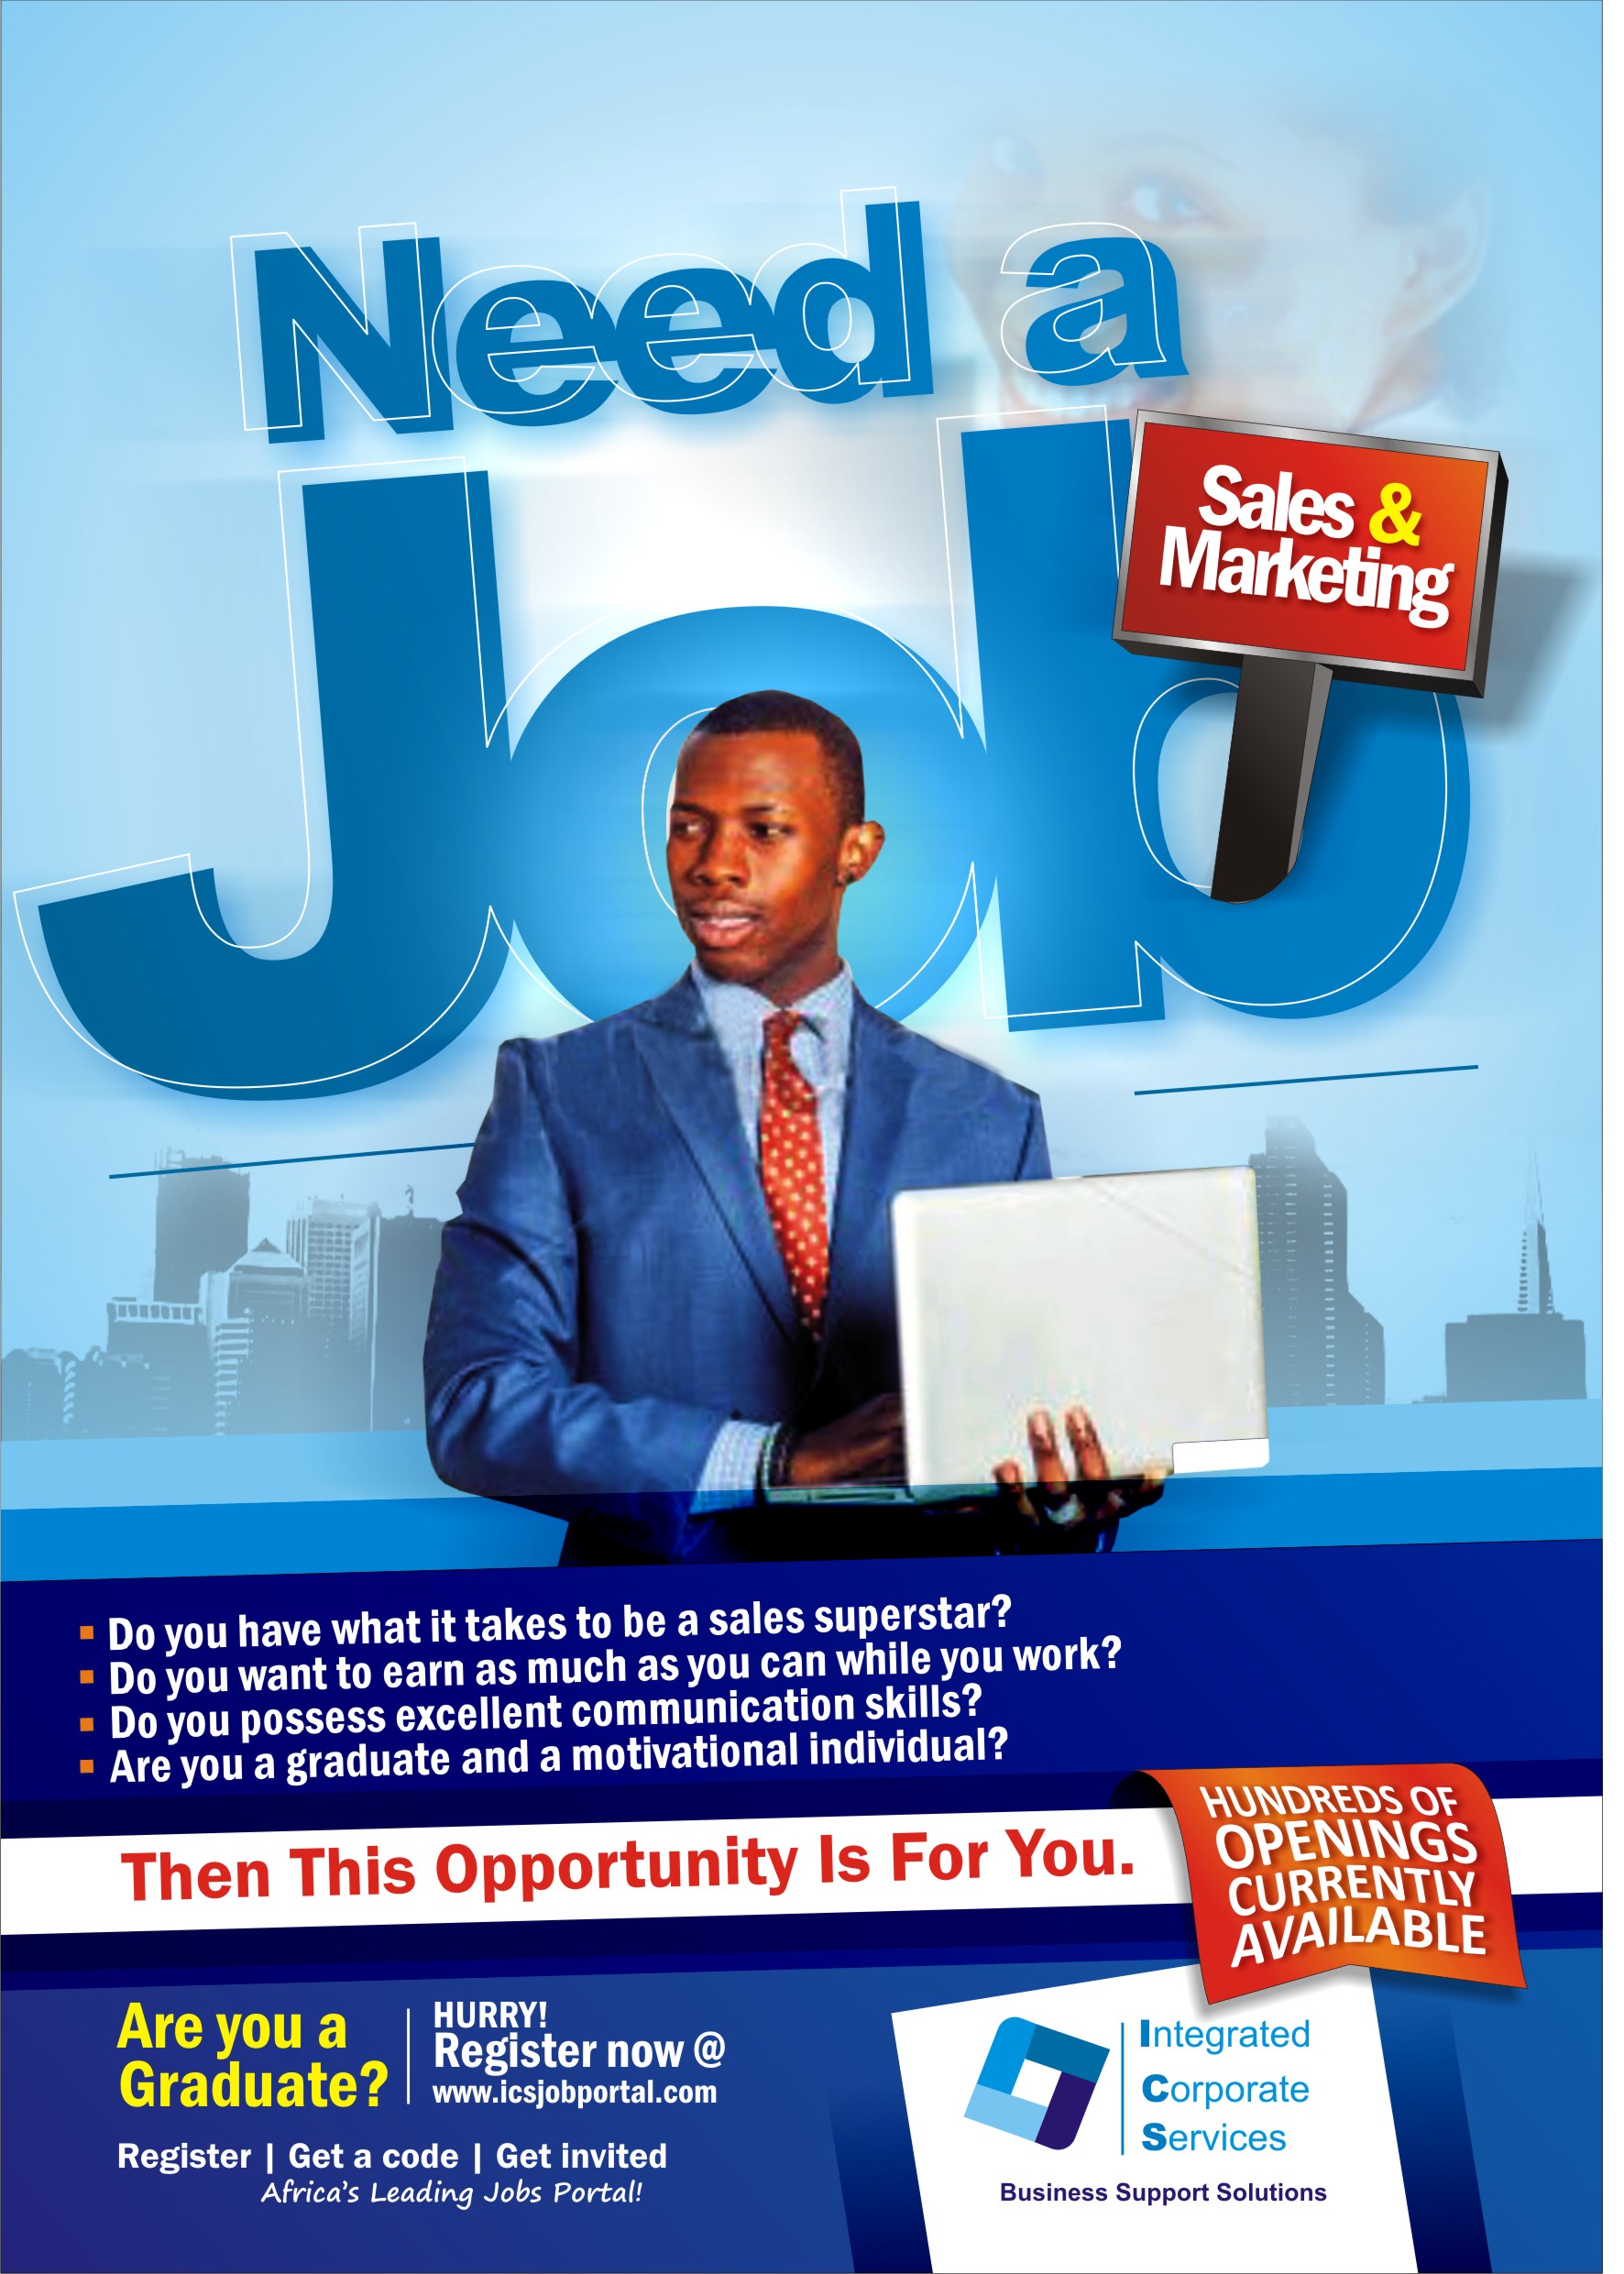 Need a
Job
Sales &
Marketing
Do you have what it takes to be a sales superstar?
Do you want to earn as much as you can while you work?
Do you possess excellent communication skills?
Are you a graduate and a motivational individual?
Then This Opportunity Is For You.
HUNDREDS OF
OPENINGS
CURRENTLY
AVAILABLE
Are you a
Graduate?
HURRY!
Register now @
www.icsjobportal.com
Register | Get a code | Get invited
Africa's Leading Jobs Portal!
Integrated
Corporate
Services
Business Support Solutions